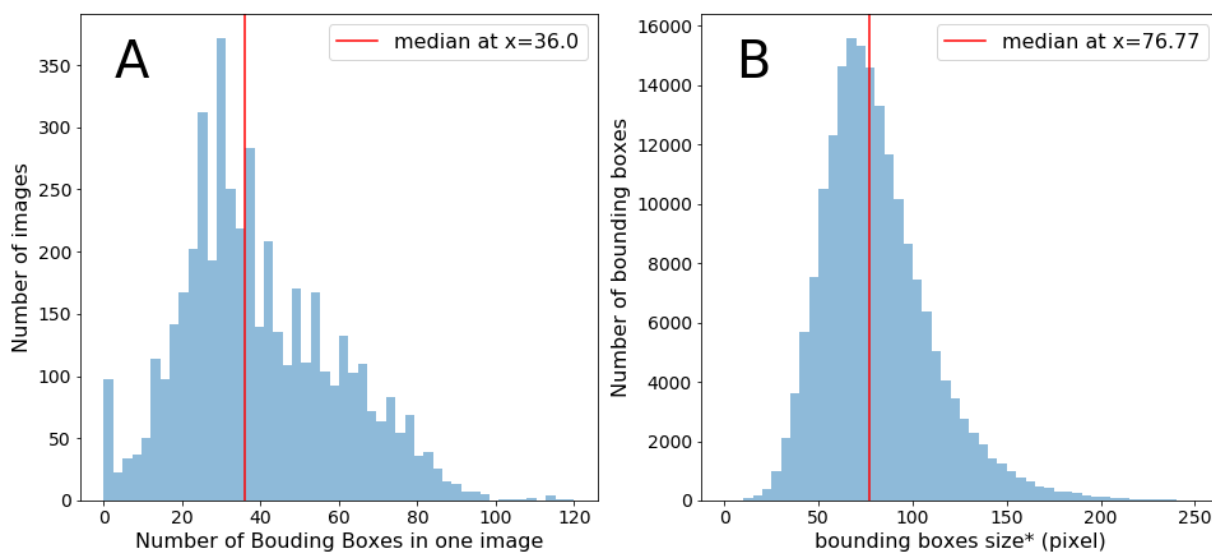 A
median at x=36.0
Number of images
350
300
250
200
150
100
50
0
0 20 40 60 80 100 120
Number of Bouding Boxes in one image
B
median at x=76.77
Number of bounding boxes
16000
14000
12000
10000
8000
6000
4000
2000
0
0 50 100 150 200 250
bounding boxes size* (pixel)